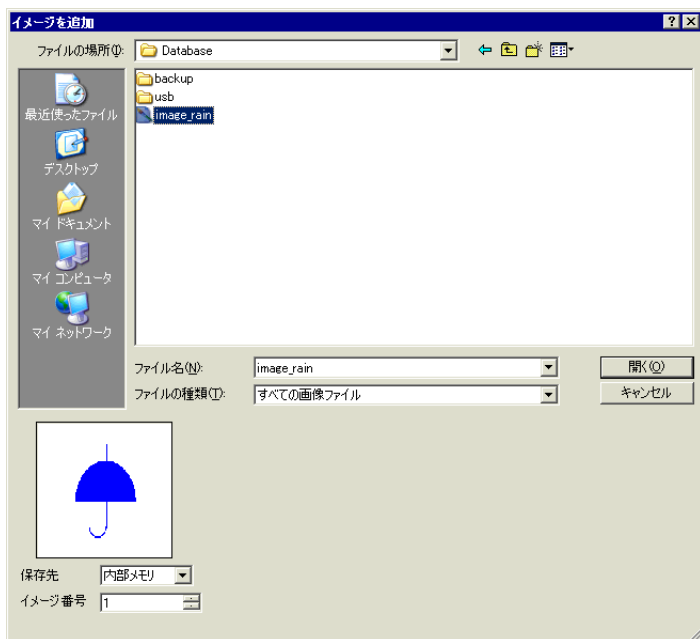 イメージを追加
ファイルの場所(I):
Database
最近使ったファイル
デスクトップ
マイ ドキュメント
マイ コンピュータ
マイ ネットワーク
backup
usb
image_rain
ファイル名(N):
image_rain
開く(O)
ファイルの種類(T):
すべての画像ファイル
キャンセル
保存先
内部メモリ
イメージ番号
1